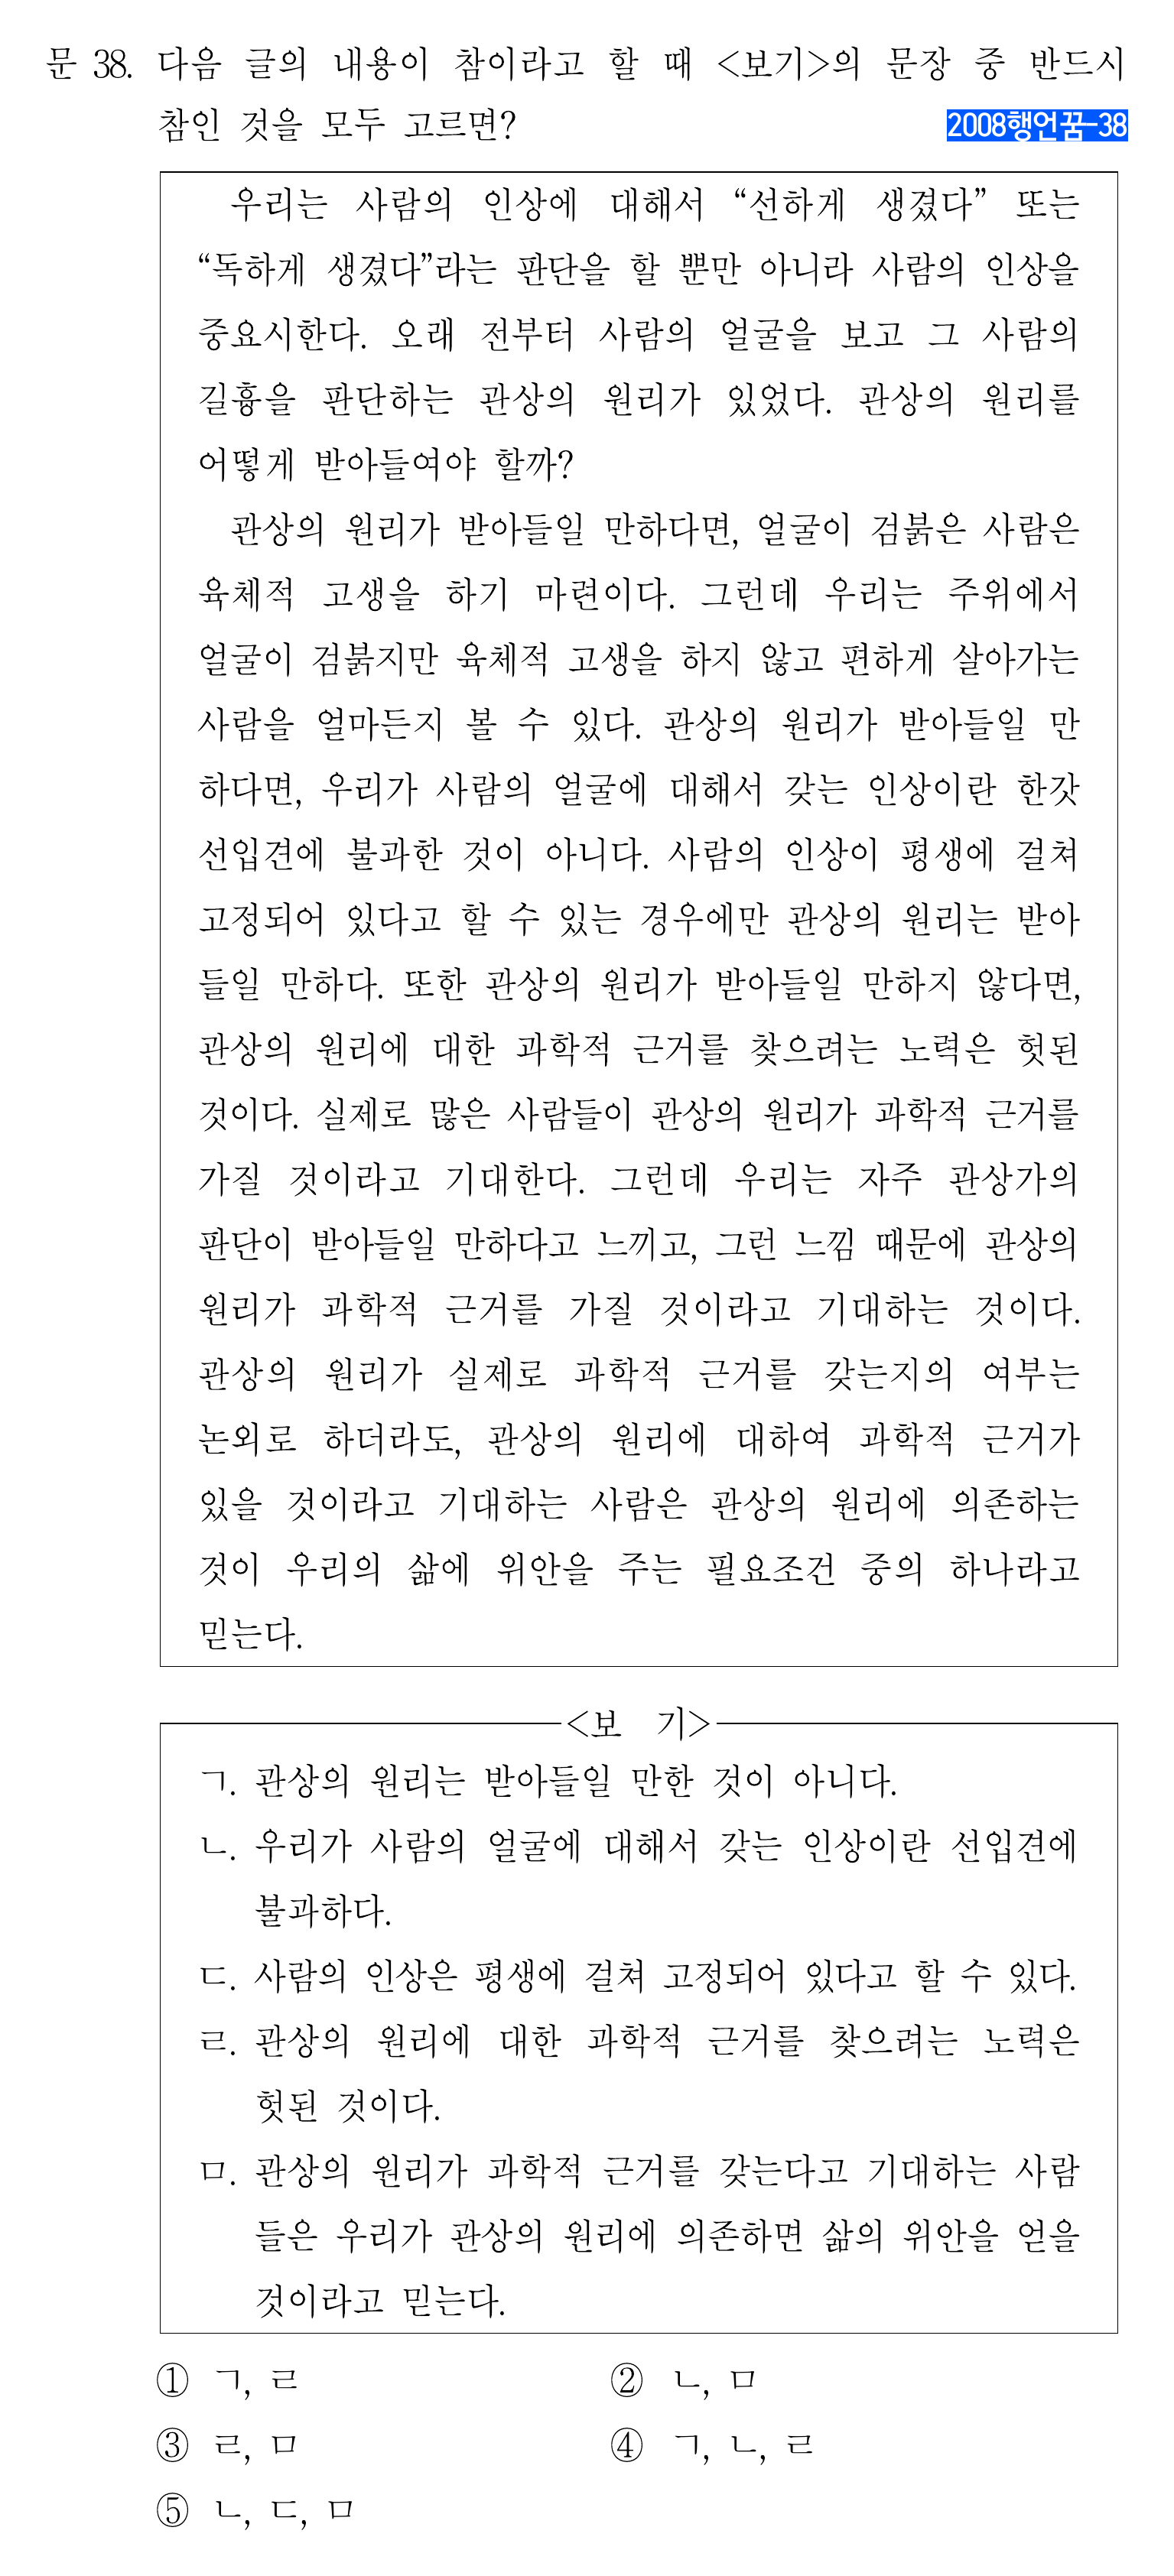 문 38. 다음 글의 내용이 참이라고 할 때 <보기>의 문장 중 반드시
참인 것을 모두 고르면?
2008행언꿈-38
우리는 사람의 인상에 대해서 “선하게 생겼다” 또는
“독하게 생겼다”라는 판단을 할 뿐만 아니라 사람의 인상을
중요시한다. 오래 전부터 사람의 얼굴을 보고 그 사람의
길흉을 판단하는 관상의 원리가 있었다. 관상의 원리를
어떻게 받아들여야 할까?
관상의 원리가 받아들일 만하다면, 얼굴이 검붉은 사람은
육체적 고생을 하기 마련이다. 그런데 우리는 주위에서
얼굴이 검붉지만 육체적 고생을 하지 않고 편하게 살아가는
사람을 얼마든지 볼 수 있다. 관상의 원리가 받아들일 만
하다면, 우리가 사람의 얼굴에 대해서 갖는 인상이란 한갓
선입견에 불과한 것이 아니다. 사람의 인상이 평생에 걸쳐
고정되어 있다고 할 수 있는 경우에만 관상의 원리는 받아
들일 만하다. 또한 관상의 원리가 받아들일 만하지 않다면,
관상의 원리에 대한 과학적 근거를 찾으려는 노력은 헛된
것이다. 실제로 많은 사람들이 관상의 원리가 과학적 근거를
가질 것이라고 기대한다. 그런데 우리는 자주 관상가의
판단이 받아들일 만하다고 느끼고, 그런 느낌 때문에 관상의
원리가 과학적 근거를 가질 것이라고 기대하는 것이다.
관상의 원리가 실제로 과학적 근거를 갖는지의 여부는
논외로 하더라도, 관상의 원리에 대하여 과학적 근거가
있을 것이라고 기대하는 사람은 관상의 원리에 의존하는
것이 우리의 삶에 위안을 주는 필요조건 중의 하나라고
믿는다.
<보 기>
ㄱ. 관상의 원리는 받아들일 만한 것이 아니다.
ㄴ. 우리가 사람의 얼굴에 대해서 갖는 인상이란 선입견에
불과하다.
ㄷ. 사람의 인상은 평생에 걸쳐 고정되어 있다고 할 수 있다.
ㄹ. 관상의 원리에 대한 과학적 근거를 찾으려는 노력은
헛된 것이다.
ㅁ. 관상의 원리가 과학적 근거를 갖는다고 기대하는 사람
들은 우리가 관상의 원리에 의존하면 삶의 위안을 얻을
것이라고 믿는다.
① ㄱ, ㄹ ② ㄴ, ㅁ
③ ㄹ, ㅁ ④ ㄱ, ㄴ, ㄹ
⑤ ㄴ, ㄷ, ㅁ